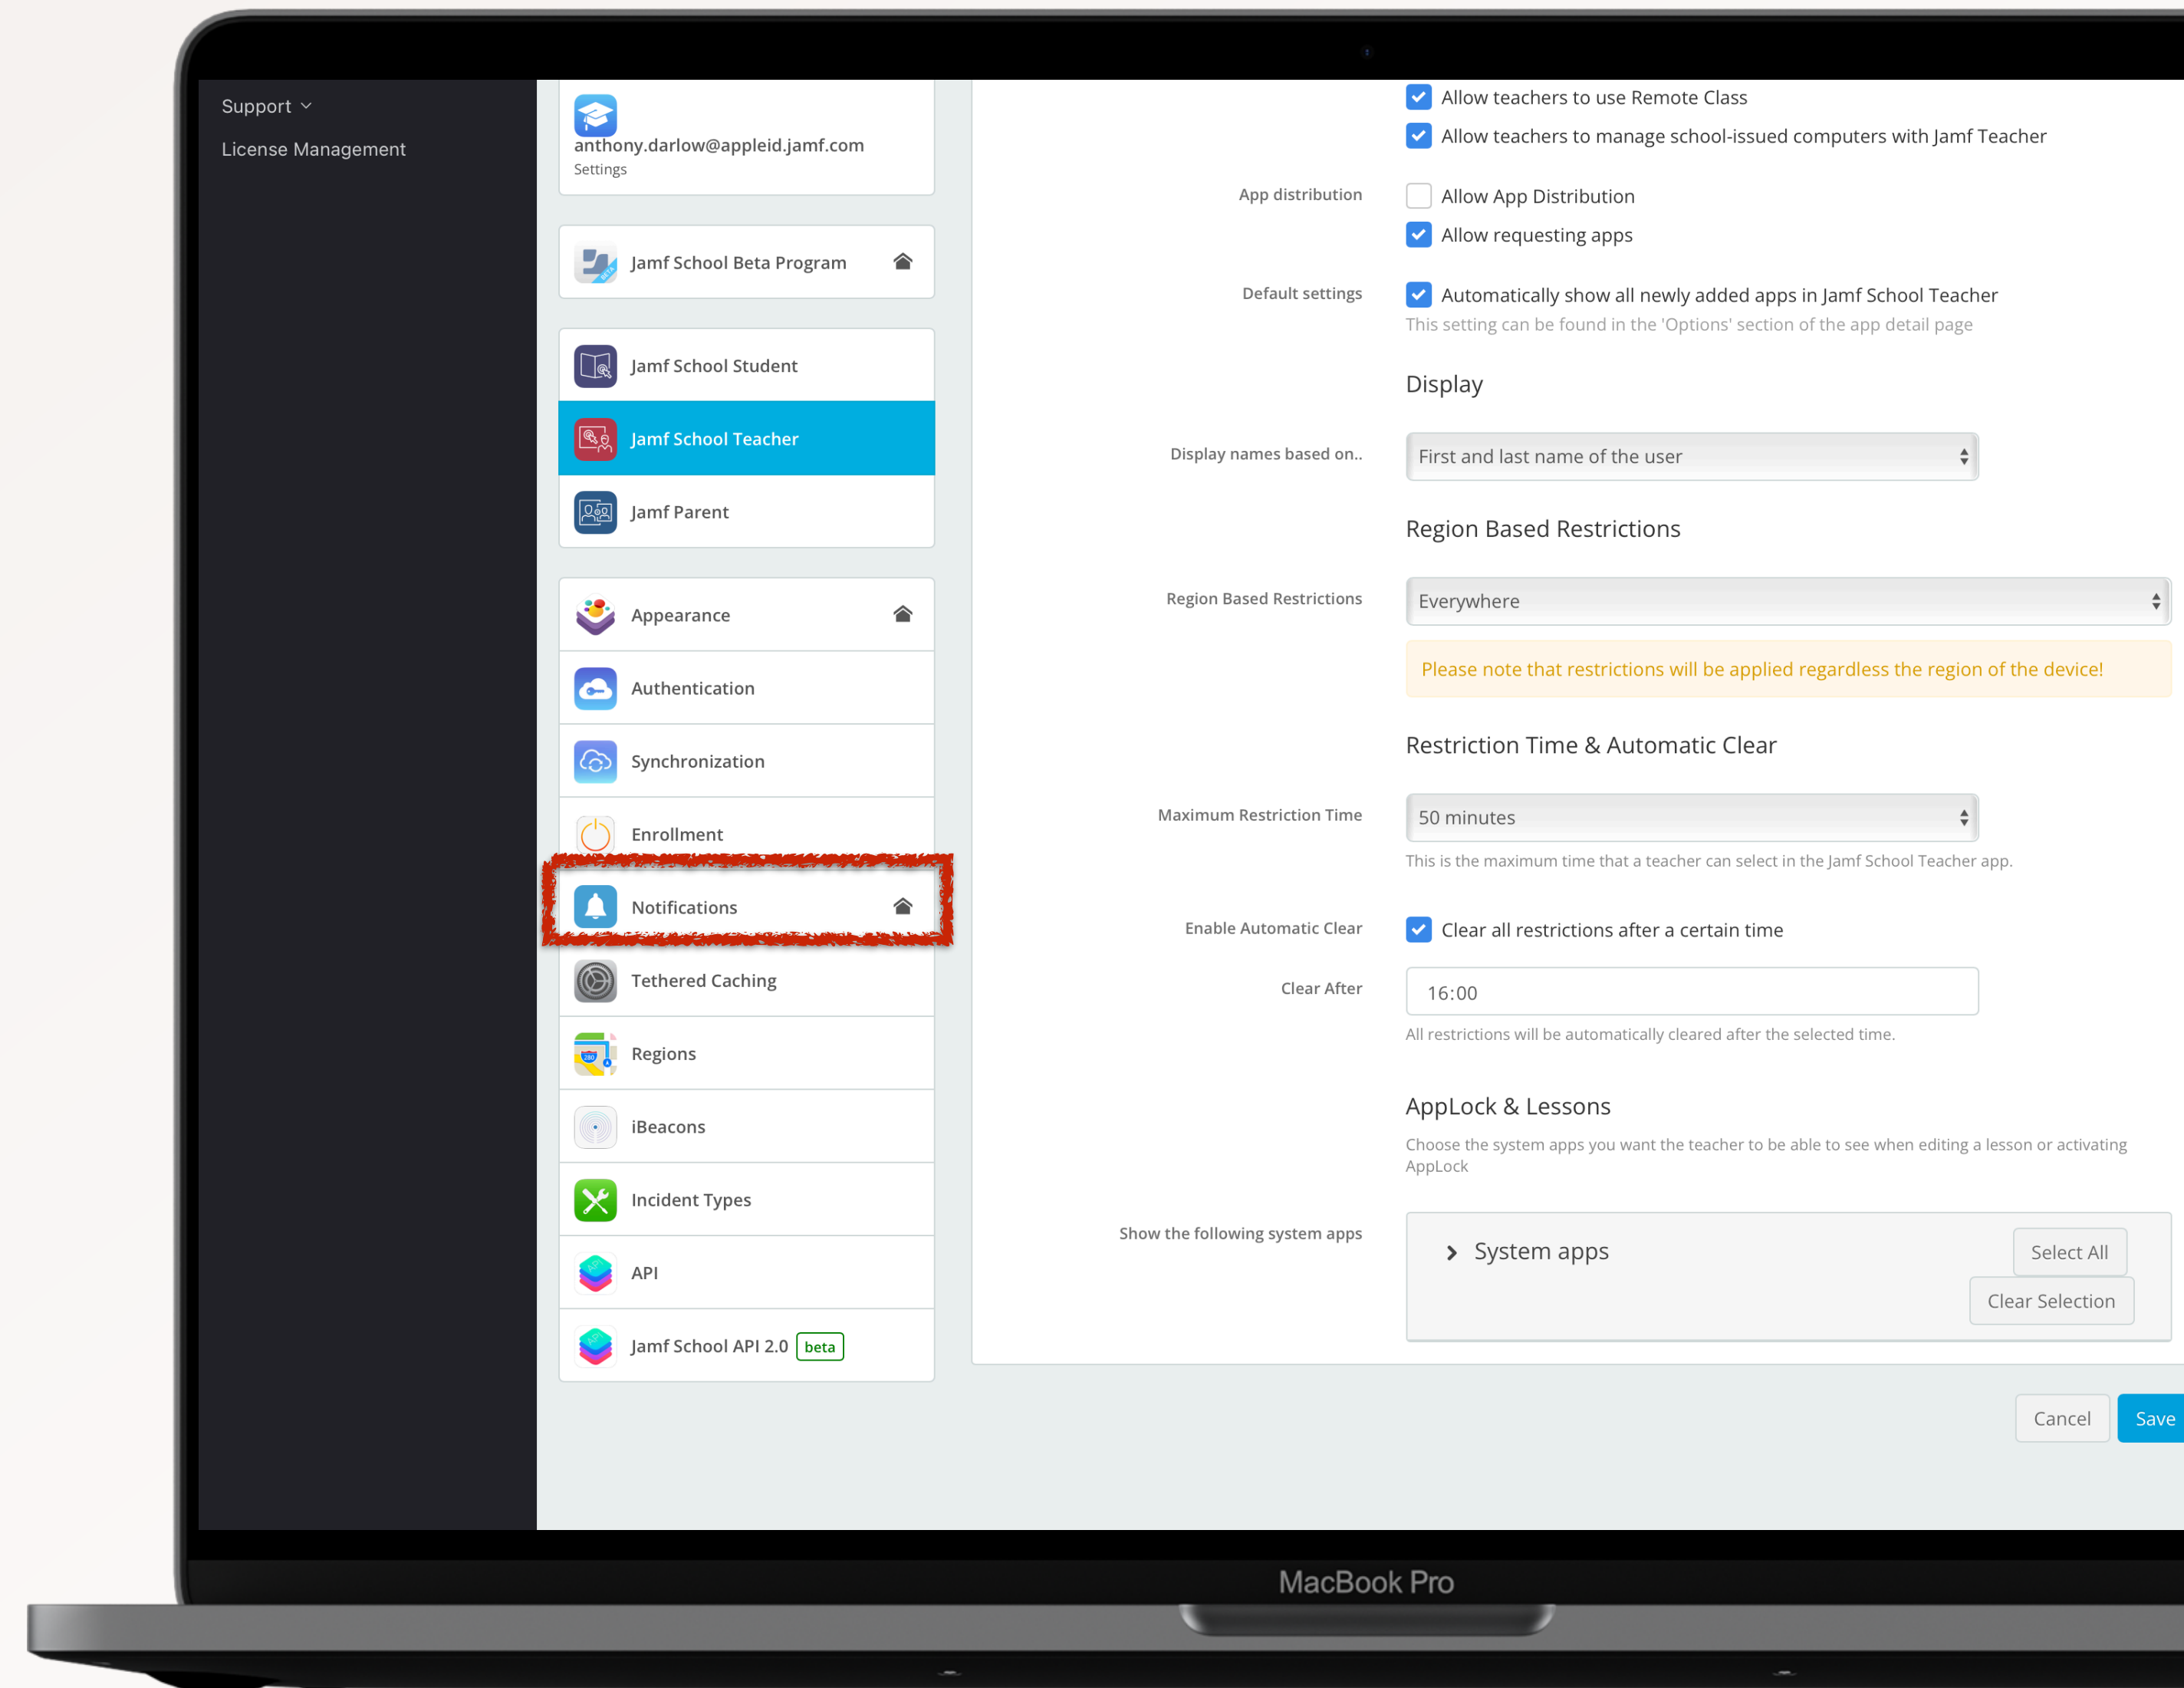 Support
License Management
anthony.darlow@appleid.jamf.com
Settings
Jamf School Beta Program
BETA
Jamf School Student
Jamf School Teacher
Jamf Parent
Appearance
Authentication
Synchronization
Enrollment
Notifications
Tethered Caching
280
Regions
iBeacons
Incident Types
API
API
API
Jamf School API 2.0 beta
Allow teachers to use Remote Class
Allow teachers to manage school-issued computers with Jamf Teacher
App distribution
Allow App Distribution
Allow requesting apps
Default settings
Automatically show all newly added apps in Jamf School Teacher
This setting can be found in the 'Options' section of the app detail page
Display
Display names based on..
First and last name of the user
Region Based Restrictions
Region Based Restrictions
Everywhere
Please note that restrictions will be applied regardless the region of the device!
Restriction Time & Automatic Clear
Maximum Restriction Time
50 minutes
This is the maximum time that a teacher can select in the Jamf School Teacher app.
Enable Automatic Clear
Clear all restrictions after a certain time
Clear After
16:00
All restrictions will be automatically cleared after the selected time.
AppLock & Lessons
Choose the system apps you want the teacher to be able to see when editing a lesson or activating
AppLock
Show the following system apps
System apps
Select All
Clear Selection
Cancel
Save
MacBook Pro